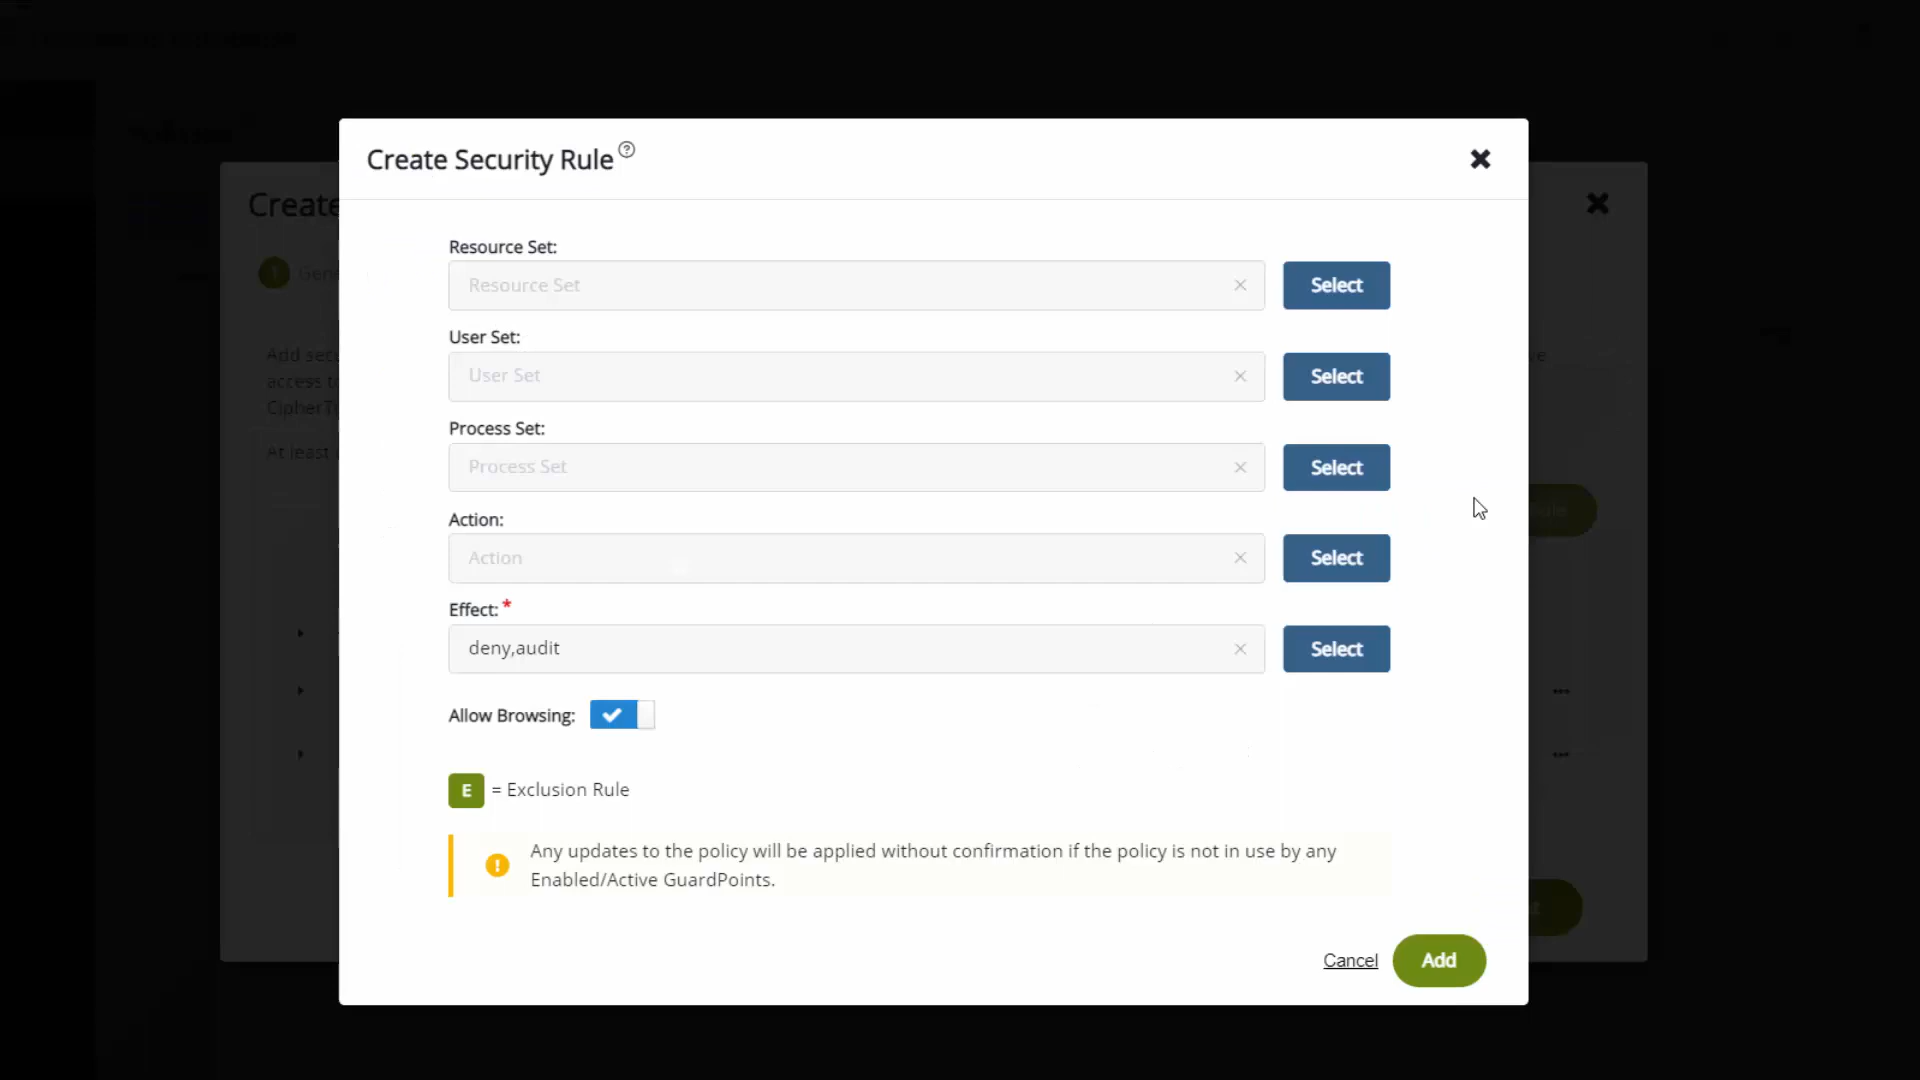 Create Security Rule
Create
Resource Set:
Resource Set
Select
User Set:
User Set
Select
Process Set:
Process Set
Select
Action:
Action
Select
Effect: *
deny,audit
Select
Allow Browsing:
E = Exclusion Rule
Any updates to the policy will be applied without confirmation if the policy is not in use by any
Enabled/Active GuardPoints.
Cancel
Add
1
Add
access
At least